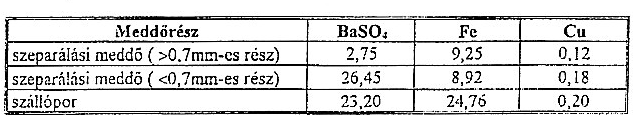 Meddőrész BaSO₄ Fe Cu
szeparálási meddő ( >0,7mm-es rész) 2,75 9,25 0,12
szeparálási meddő ( <0,7mm-es rész) 26,45 8,92 0,18
szállópor 23,20 24,76 0,20